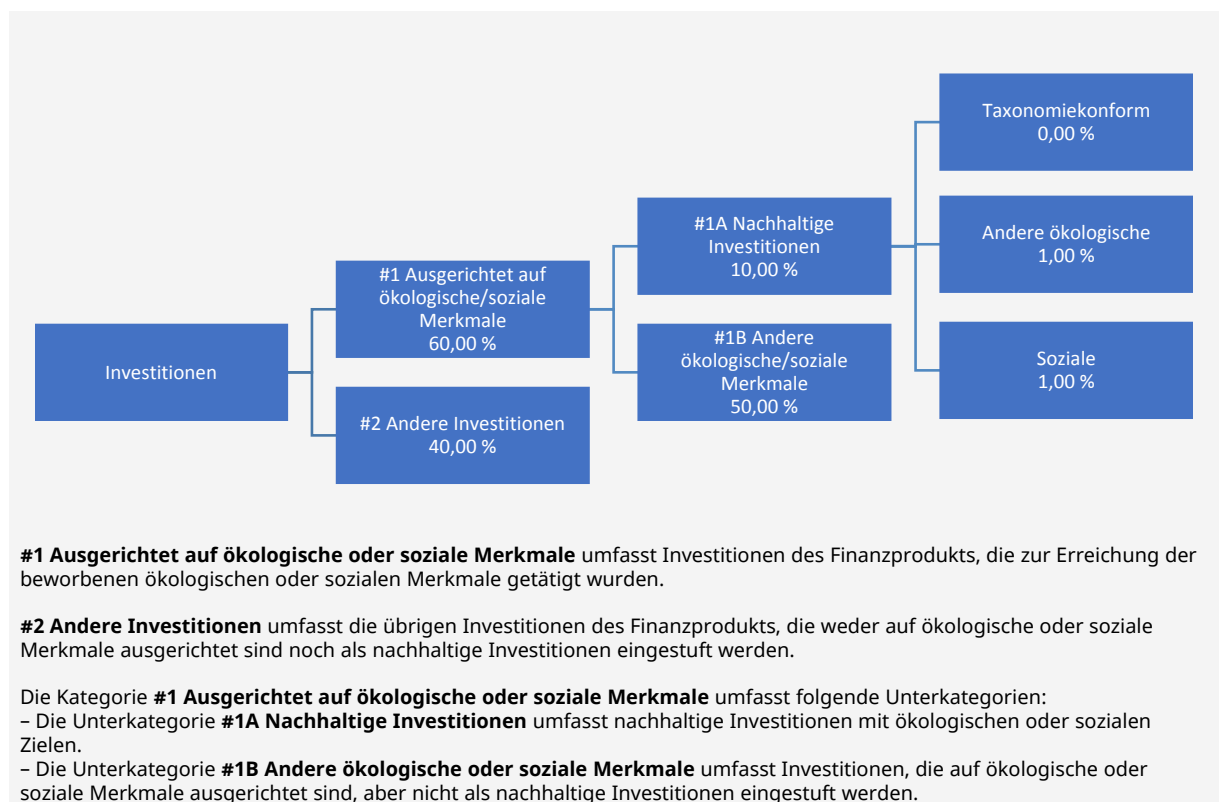 Investitionen
#1 Ausgerichtet auf
ökologische/soziale
Merkmale
60,00 %
#2 Andere Investitionen
40,00 %
#1A Nachhaltige
Investitionen
10,00 %
#1B Andere
ökologische/soziale
Merkmale
50,00 %
Taxonomiekonform
0,00 %
Andere ökologische
1,00 %
Soziale
1,00 %
#1 Ausgerichtet auf ökologische oder soziale Merkmale umfasst Investitionen des Finanzprodukts, die zur Erreichung der
beworbenen ökologischen oder sozialen Merkmale getätigt wurden.
#2 Andere Investitionen umfasst die übrigen Investitionen des Finanzprodukts, die weder auf ökologische oder soziale
Merkmale ausgerichtet sind noch als nachhaltige Investitionen eingestuft werden.
Die Kategorie #1 Ausgerichtet auf ökologische oder soziale Merkmale umfasst folgende Unterkategorien:
– Die Unterkategorie #1A Nachhaltige Investitionen umfasst nachhaltige Investitionen mit ökologischen oder sozialen
Zielen.
– Die Unterkategorie #1B Andere ökologische oder soziale Merkmale umfasst Investitionen, die auf ökologische oder
soziale Merkmale ausgerichtet sind, aber nicht als nachhaltige Investitionen eingestuft werden.